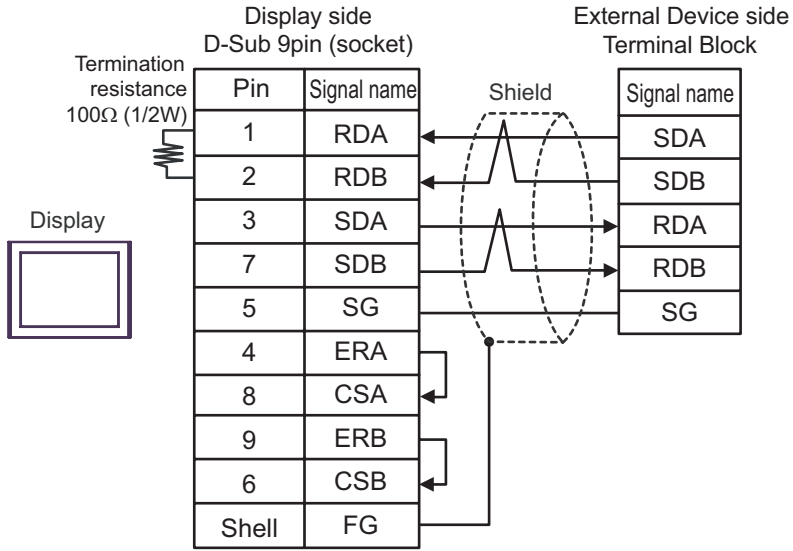 Display side
D-Sub 9pin (socket)
External Device side
Terminal Block
Termination
resistance
100Ω (1/2W)
Display
Shield
Pin Signal name
1 RDA
2 RDB
3 SDA
7 SDB
5 SG
4 ERA
8 CSA
9 ERB
6 CSB
Shell FG
Signal name
SDA
SDB
RDA
RDB
SG